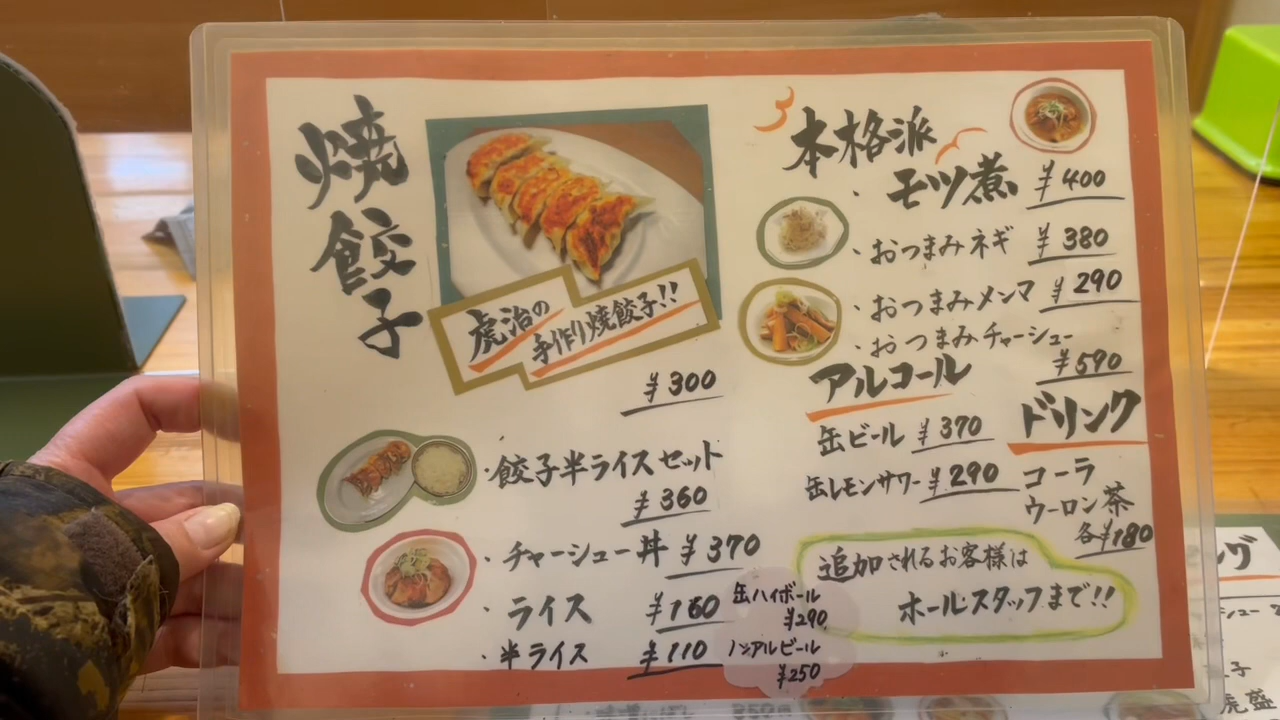 焼餃子
虎治の
手作り焼餃子!!
¥300
・餃子半ライスセット
¥360
・チャーシュー丼 ¥370
・ライス ¥160
・半ライス ¥110
本格派
・モツ煮 ¥400
・おつまみネギ ¥380
・おつまみメンマ ¥290
・おつまみチャーシュー
¥590
アルコール
缶ビール ¥370
缶レモンサワー ¥290
缶ハイボール
¥290
ノンアルビール
¥250
ドリンク
コーラ
ウーロン茶
各¥180
追加されるお客様は
ホールスタッフまで!!